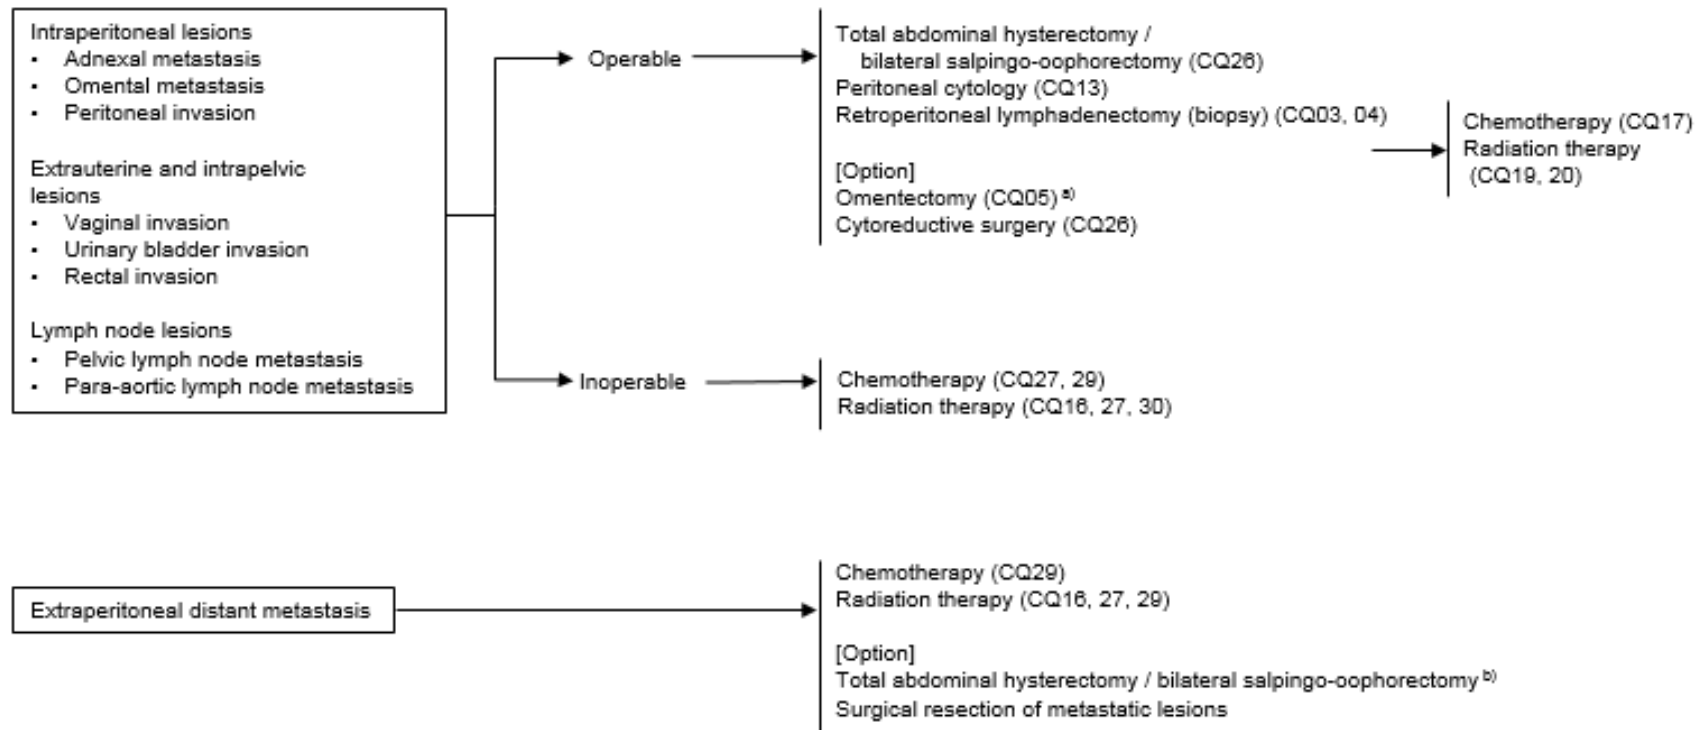 Intraperitoneal lesions
▪ Adnexal metastasis
▪ Omental metastasis
▪ Peritoneal invasion
Extrauterine and intrapelvic
lesions
▪ Vaginal invasion
▪ Urinary bladder invasion
▪ Rectal invasion
Lymph node lesions
▪ Pelvic lymph node metastasis
▪ Para-aortic lymph node metastasis
Operable
Total abdominal hysterectomy /
bilateral salpingo-oophorectomy (CQ26)
Peritoneal cytology (CQ13)
Retroperitoneal lymphadenectomy (biopsy) (CQ03, 04)
[Option]
Omentectomy (CQ05) a)
Cytoreductive surgery (CQ26)
Chemotherapy (CQ17)
Radiation therapy
(CQ19, 20)
Inoperable
Chemotherapy (CQ27, 29)
Radiation therapy (CQ16, 27, 30)
Extraperitoneal distant metastasis
Chemotherapy (CQ29)
Radiation therapy (CQ16, 27, 29)
[Option]
Total abdominal hysterectomy / bilateral salpingo-oophorectomy b)
Surgical resection of metastatic lesions